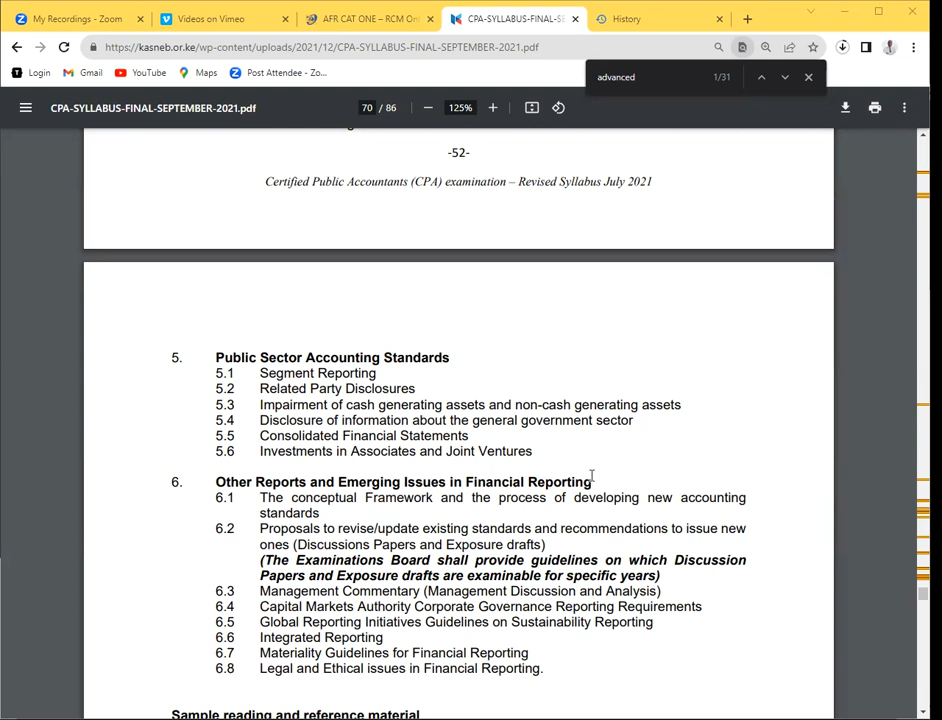 My Recordings - Zoom
Videos on Vimeo
AFR CAT ONE – RCM Onl
CPA-SYLLABUS-FINAL-SE
History
https://kasneb.or.ke/wp-content/uploads/2021/12/CPA-SYLLABUS-FINAL-SEPTEMBER-2021.pdf
Login
Gmail
YouTube
Maps
Post Attendee - Zo...
advanced
1/31
CPA-SYLLABUS-FINAL-SEPTEMBER-2021.pdf
70 / 86
125%
-52-
Certified Public Accountants (CPA) examination – Revised Syllabus July 2021
5. Public Sector Accounting Standards
5.1 Segment Reporting
5.2 Related Party Disclosures
5.3 Impairment of cash generating assets and non-cash generating assets
5.4 Disclosure of information about the general government sector
5.5 Consolidated Financial Statements
5.6 Investments in Associates and Joint Ventures
6. Other Reports and Emerging Issues in Financial Reporting
6.1 The conceptual Framework and the process of developing new accounting
standards
6.2 Proposals to revise/update existing standards and recommendations to issue new
ones (Discussions Papers and Exposure drafts)
(The Examinations Board shall provide guidelines on which Discussion
Papers and Exposure drafts are examinable for specific years)
6.3 Management Commentary (Management Discussion and Analysis)
6.4 Capital Markets Authority Corporate Governance Reporting Requirements
6.5 Global Reporting Initiatives Guidelines on Sustainability Reporting
6.6 Integrated Reporting
6.7 Materiality Guidelines for Financial Reporting
6.8 Legal and Ethical issues in Financial Reporting.
Sample reading and reference material